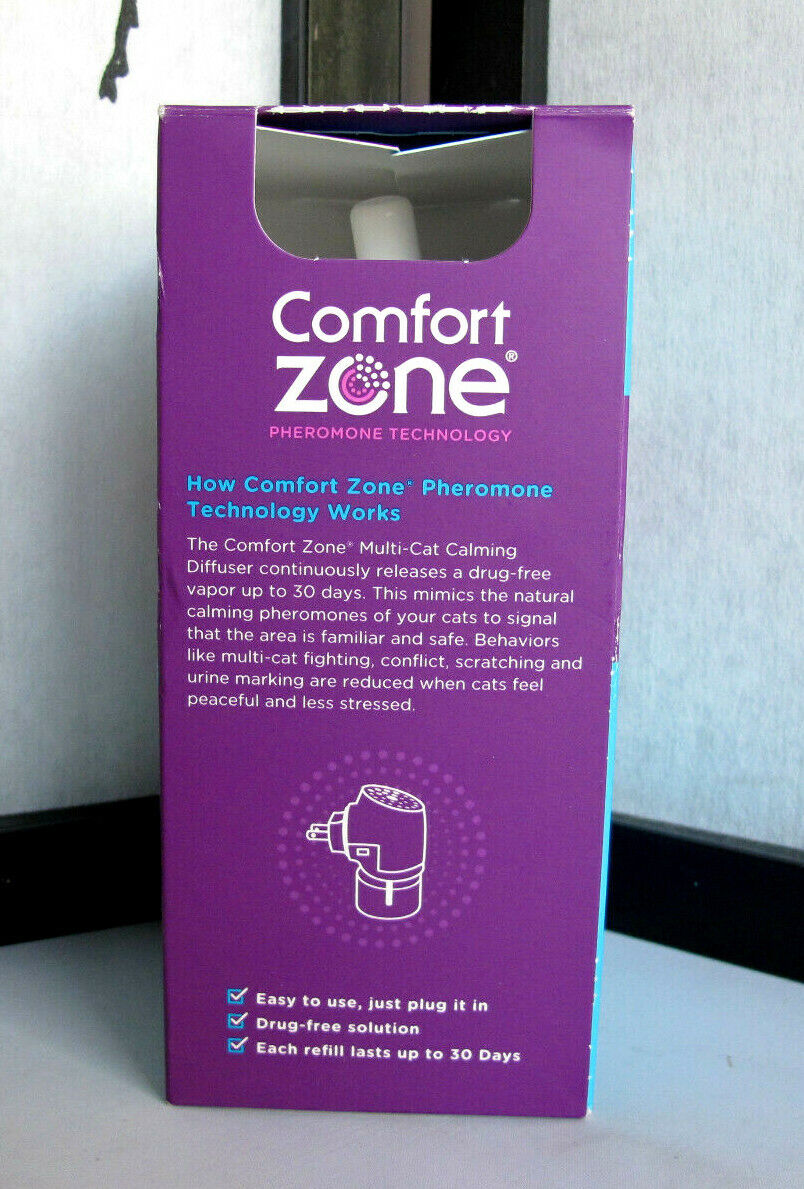 Comfort
zone®
PHEROMONE TECHNOLOGY
How Comfort Zone® Pheromone
Technology Works
The Comfort Zone® Multi-Cat Calming
Diffuser continuously releases a drug-free
vapor up to 30 days. This mimics the natural
calming pheromones of your cats to signal
that the area is familiar and safe. Behaviors
like multi-cat fighting, conflict, scratching and
urine marking are reduced when cats feel
peaceful and less stressed.
Easy to use, just plug it in
Drug-free solution
Each refill lasts up to 30 Days